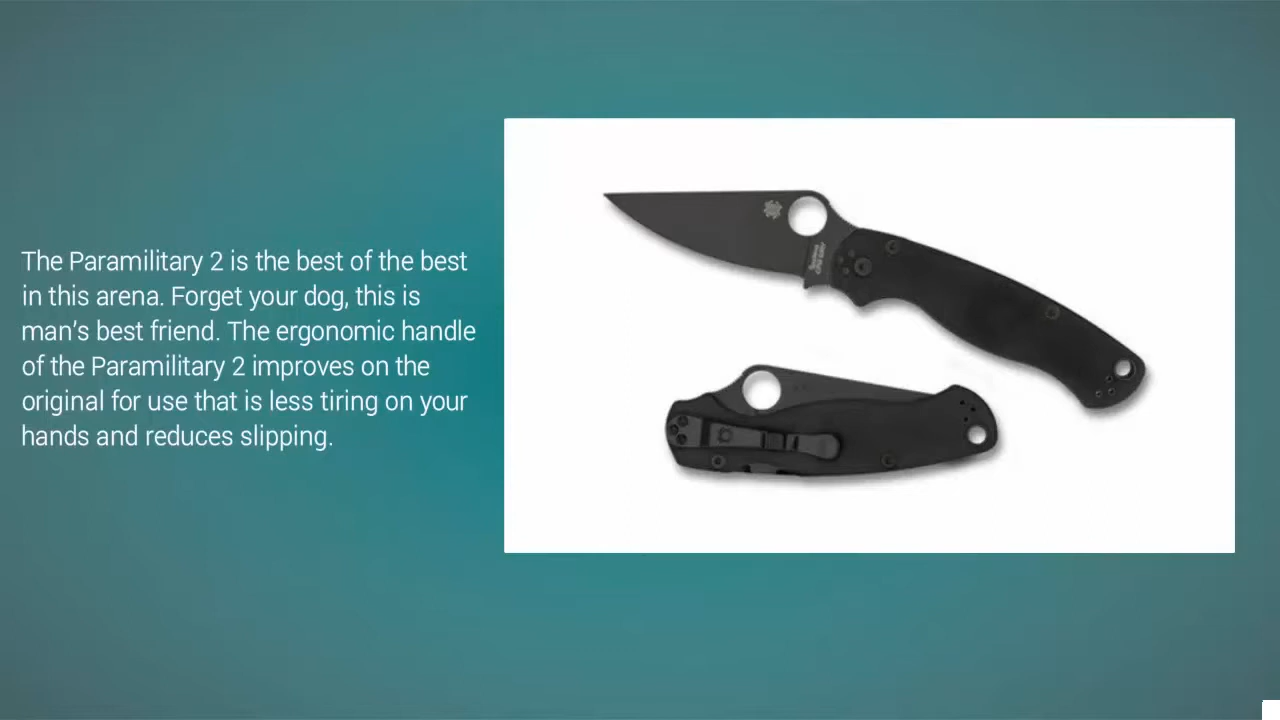 The Paramilitary 2 is the best of the best
in this arena. Forget your dog, this is
man’s best friend. The ergonomic handle
of the Paramilitary 2 improves on the
original for use that is less tiring on your
hands and reduces slipping.